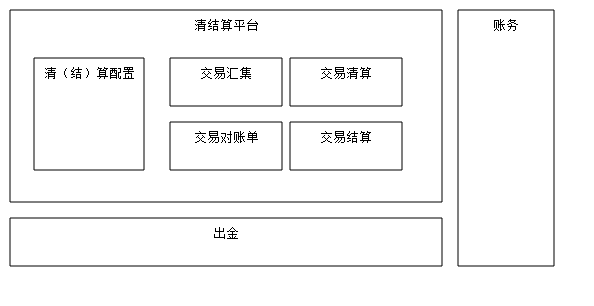 清结算平台
账务
清（结）算配置
交易汇集
交易清算
交易对账单
交易结算
出金